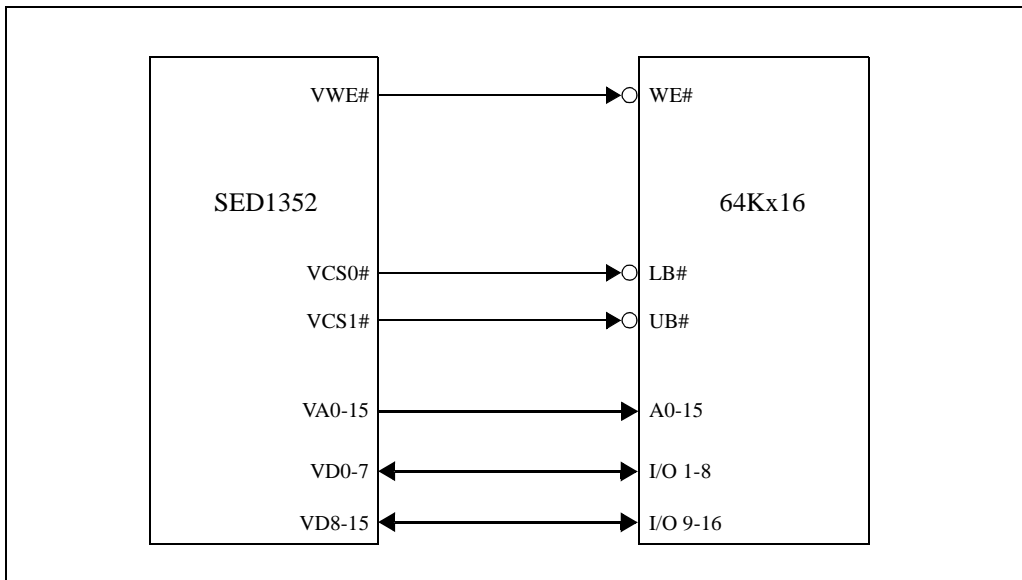 VWE# WE#
SED1352 64Kx16
VCS0# LB#
VCS1# UB#
VA0-15 A0-15
VD0-7 I/O 1-8
VD8-15 I/O 9-16